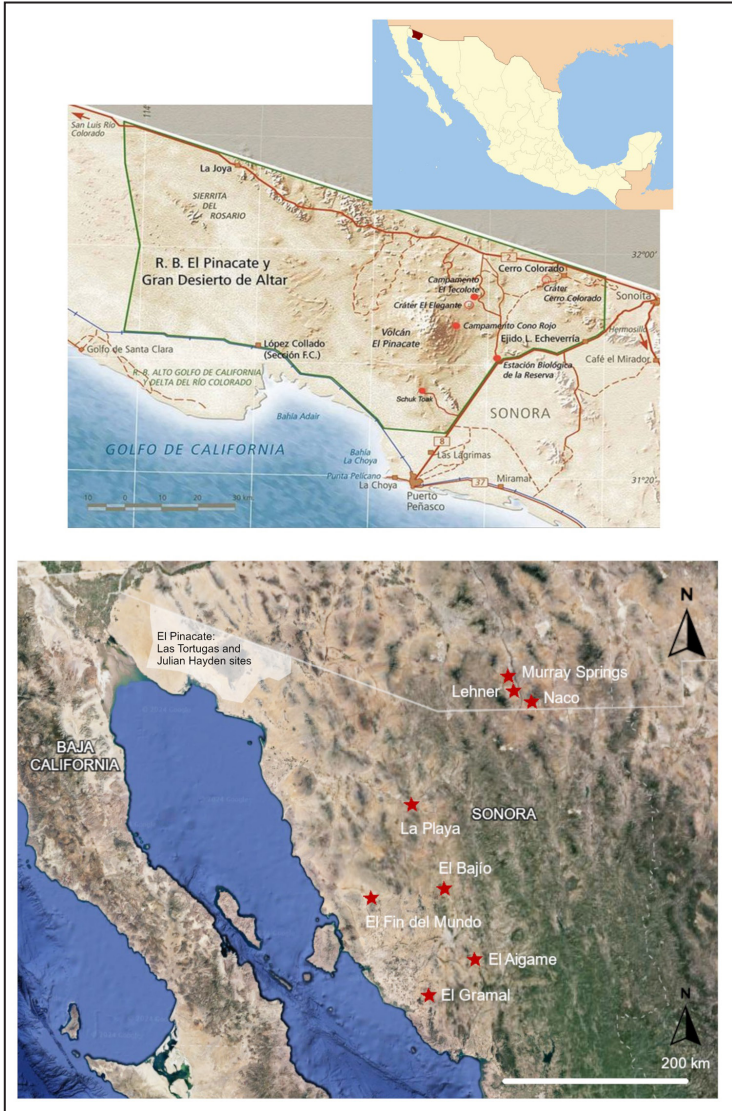 114°
San Luis Río
Colorado
La Joya
SIERRITA
DEL
ROSARIO
2
32°00'
R. B. El Pinacate y
Gran Desierto de Altar
Cerro Colorado
Campamento
El Tecolote
Cráter
Cerro Colorado
Sonoita
Cráter El Elegante
Volcán
El Pinacate
Campamento Cono Rojo
Ejido L. Echeverría
Hermosillo
López Collado
(Sección F.C.)
Golfo de Santa Clara
Estación Biológica
de la Reserva
Café el Mirador
R. B. ALTO GOLFO DE CALIFORNIA
Y DELTA DEL RÍO COLORADO
Schuk Toak
SONORA
Bahía Adair
GOLFO DE CALIFORNIA
8
Las Lágrimas
Bahía
La Choya
Punta Pelícano
La Choya
37
Miramar
31°20'
Puerto
Peñasco
10 0 10 20 30 km
El Pinacate:
Las Tortugas and
Julian Hayden sites
N
Murray Springs
Lehner
Naco
BAJA
CALIFORNIA
SONORA
La Playa
El Bajío
El Fin del Mundo
El Aigame
El Gramal
N
200 km